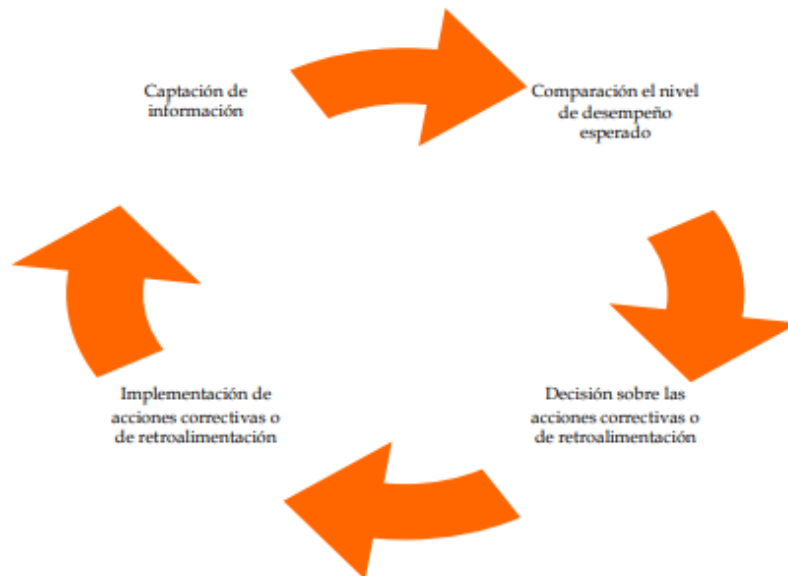 Captación de
información
Comparación el nivel
de desempeño
esperado
Decisión sobre las
acciones correctivas o
de retroalimentación
Implementación de
acciones correctivas o
de retroalimentación